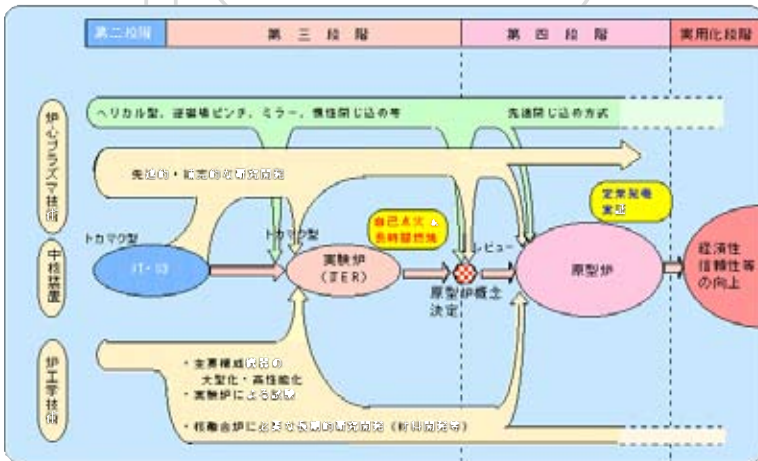 第二段階
第三段階
第四段階
実用化段階
炉心プラズマ技術
ヘリカル型、逆磁場ピンチ、ミラー、慣性閉じ込め等
先進閉じ込め方式
先進的・補完的な研究開発
定常発電
実証
トカマク型
トカマク型
自己点火
長時間燃焼
レビュー
中核装置
JT-60
実験炉
(ITER)
原型炉概念
決定
原型炉
経済性
信頼性等
の向上
炉工学技術
・主要構成機器の
大型化・高性能化
・実験炉による試験
・核融合炉に必要な長期的研究開発（材料開発等）